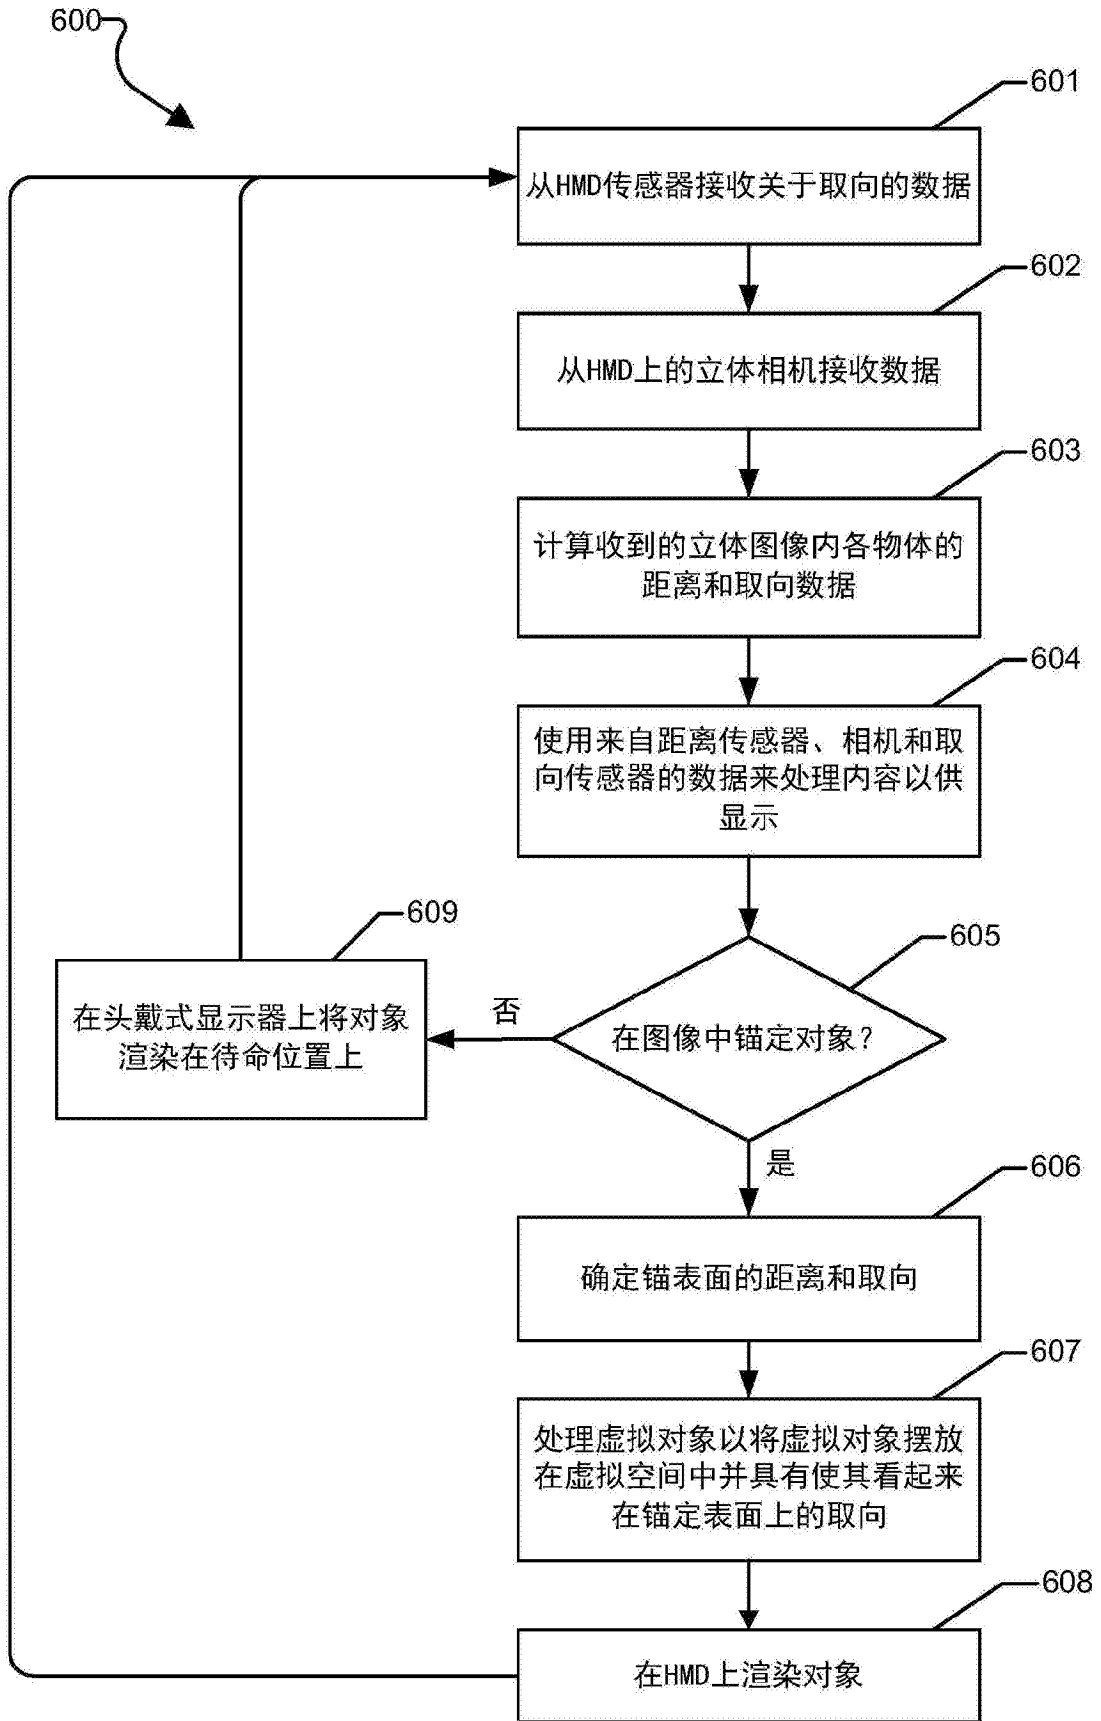 600
601
从HMD传感器接收关于取向的数据
602
从HMD上的立体相机接收数据
603
计算收到的立体图像内各物体的
距离和取向数据
604
使用来自距离传感器、相机和取
向传感器的数据来处理内容以供
显示
605
在图像中锚定对象？
否
609
在头戴式显示器上将对象
渲染在待命位置上
是
606
确定锚表面的距离和取向
607
处理虚拟对象以将虚拟对象摆放
在虚拟空间中并具有使其看起来
在锚定表面上的取向
608
在HMD上渲染对象